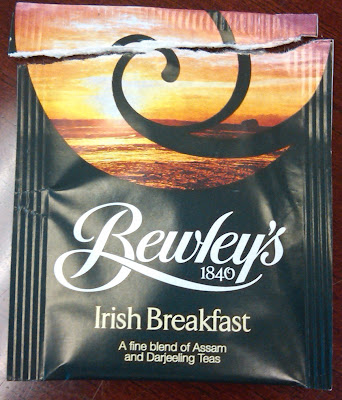 Bewley's
1840
Irish Breakfast
A fine blend of Assam
and Darjeeling Teas